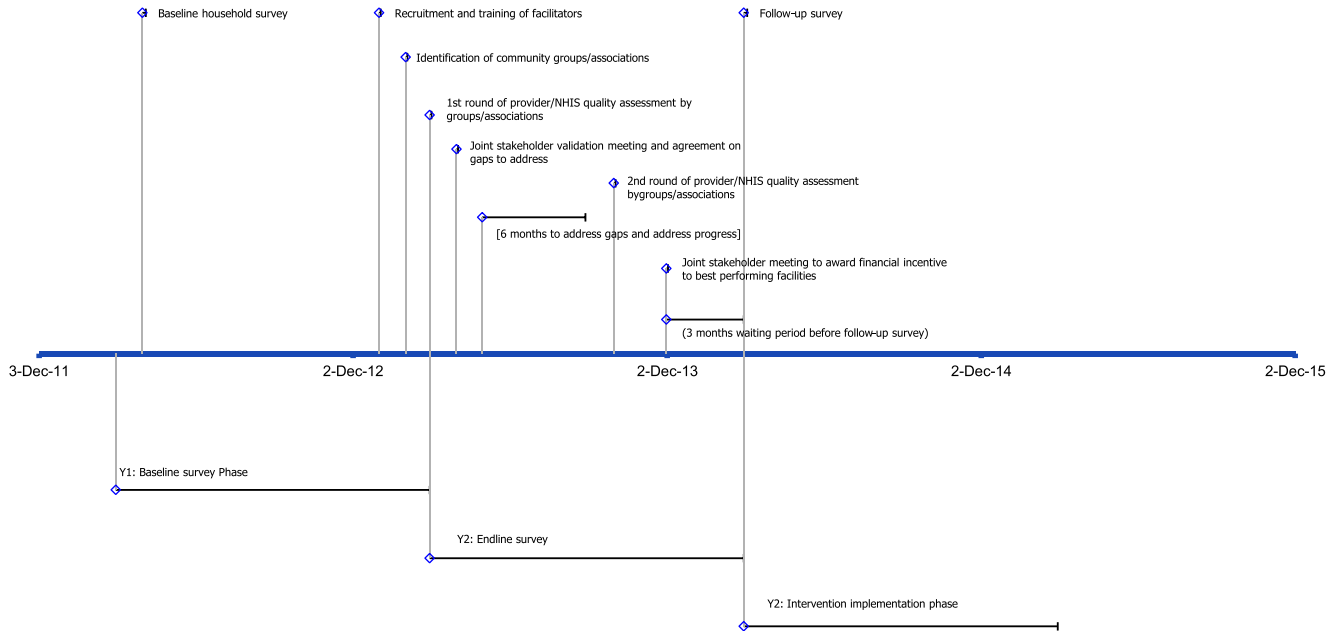 Baseline household survey
Recruitment and training of facilitators
Follow-up survey
Identification of community groups/associations
1st round of provider/NHIS quality assessment by
groups/associations
Joint stakeholder validation meeting and agreement on
gaps to address
2nd round of provider/NHIS quality assessment
bygroups/associations
[6 months to address gaps and address progress]
Joint stakeholder meeting to award financial incentive
to best performing facilities
(3 months waiting period before follow-up survey)
3-Dec-11
2-Dec-12
2-Dec-13
2-Dec-14
2-Dec-15
Y1: Baseline survey Phase
Y2: Endline survey
Y2: Intervention implementation phase